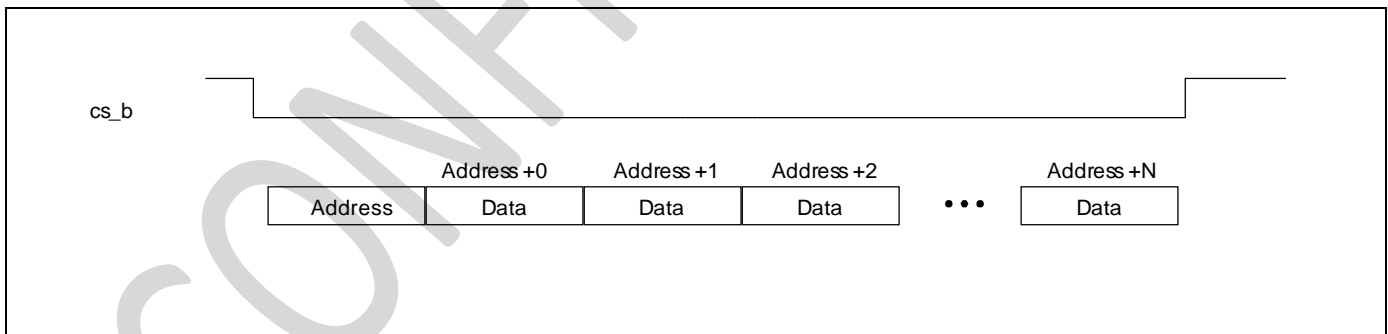 cs_b
Address +0 Address +1 Address +2 Address +N
Address Data Data Data • • • Data